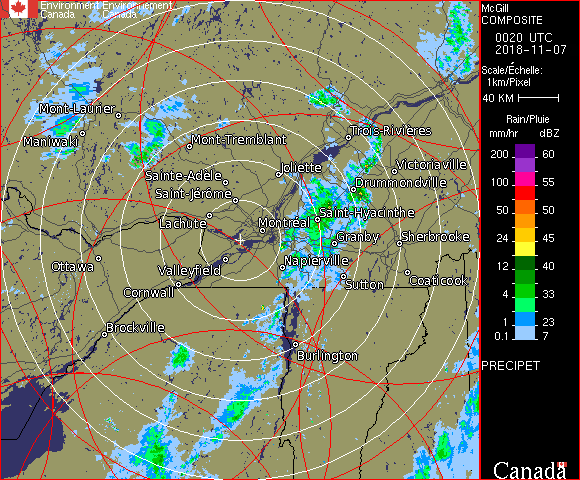 Environment Environnement
Canada Canada
Mont-Laurier
Maniwaki
Mont-Tremblant
Trois-Rivières
Sainte-Adèle
Joliette
Victoriaville
Saint-Jérôme
Drummondville
Lachute
Montréal
Saint-Hyacinthe
Granby
Sherbrooke
Ottawa
Valleyfield
Napierville
Cornwall
Sutton
Coaticook
Brockville
Burlington
McGill
COMPOSITE
0020 UTC
2018-11-07
Scale/Échelle:
1km/Pixel
40 KM
Rain/Pluie
mm/hr dBZ
200 60
100 55
50 50
24 45
12 40
4 33
1 23
0.1 7
PRECIPET
Canada